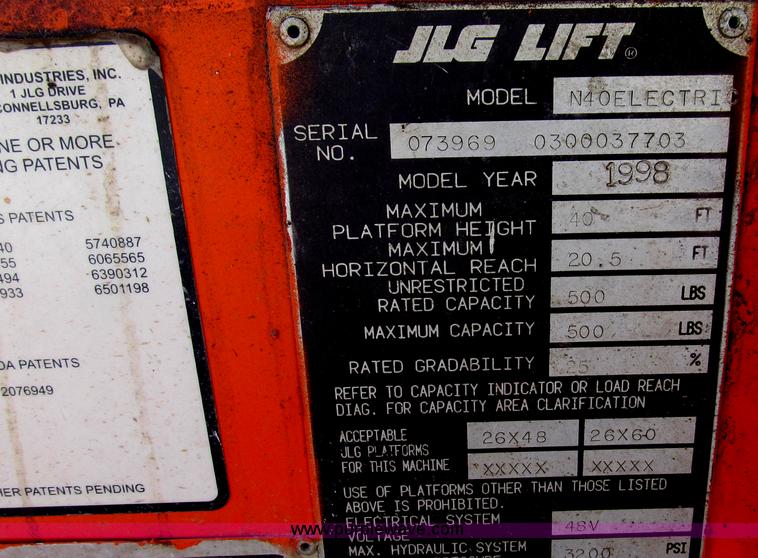 INDUSTRIES, INC.
1 JLG DRIVE
CONNELLSBURG, PA
17233
NE OR MORE
NG PATENTS
S PATENTS
40 5740887
55 6065565
494 6390312
933 6501198
DA PATENTS
2076949
HER PATENTS PENDING
JLG LIFT®
MODEL N40ELECTRIC
SERIAL NO. 073969 0300037703
MODEL YEAR 1998
MAXIMUM
PLATFORM HEIGHT 40 FT
MAXIMUM
HORIZONTAL REACH 20.5 FT
UNRESTRICTED
RATED CAPACITY 500 LBS
MAXIMUM CAPACITY 500 LBS
RATED GRADABILITY 25 %
REFER TO CAPACITY INDICATOR OR LOAD REACH
DIAG. FOR CAPACITY AREA CLARIFICATION
ACCEPTABLE 26X48 26X60
JLG PLATFORMS
FOR THIS MACHINE XXXXX XXXXX
USE OF PLATFORMS OTHER THAN THOSE LISTED
ABOVE IS PROHIBITED.
ELECTRICAL SYSTEM
VOLTAGE 48V
MAX. HYDRAULIC SYSTEM
3200 PSI
www.purplewave.com